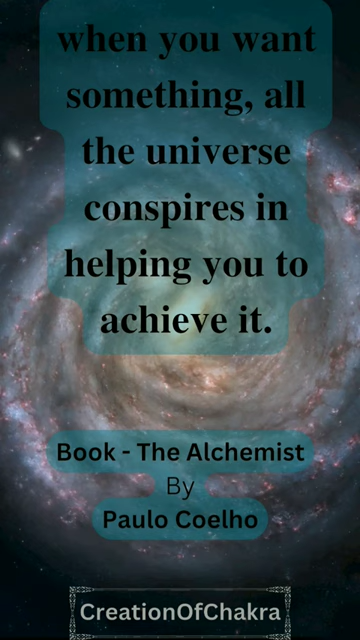 when you want
something, all
the universe
conspires in
helping you to
achieve it.
Book - The Alchemist
By
Paulo Coelho
CreationOfChakra